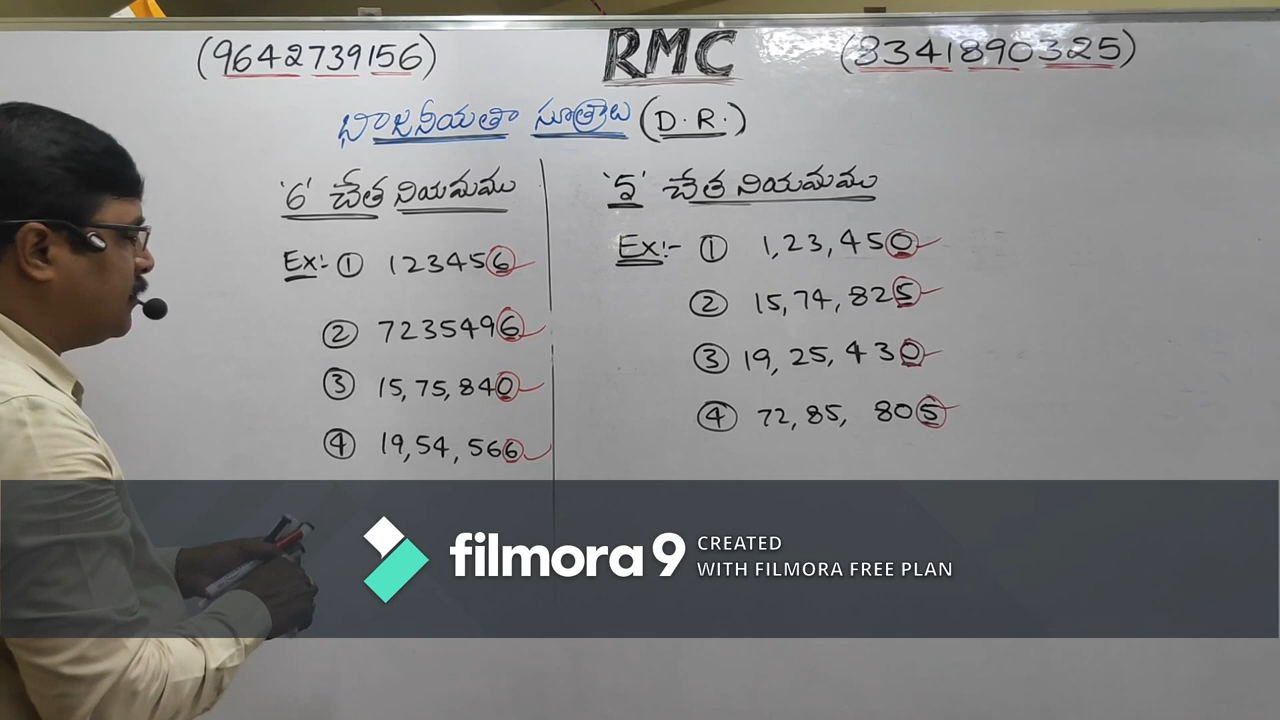 (9642739156) RMC (8341890325)
భాజనీయతా సూత్రాలు (D.R.)
'6' చేత నియమము
Ex:- ① 123456
② 7235496
③ 15,75,840
④ 19,54,566
'5' చేత నియమము
Ex:- ① 1,23,450
② 15,74,825
③ 19,25,430
④ 72,85,805
filmora9 CREATED
WITH FILMORA FREE PLAN